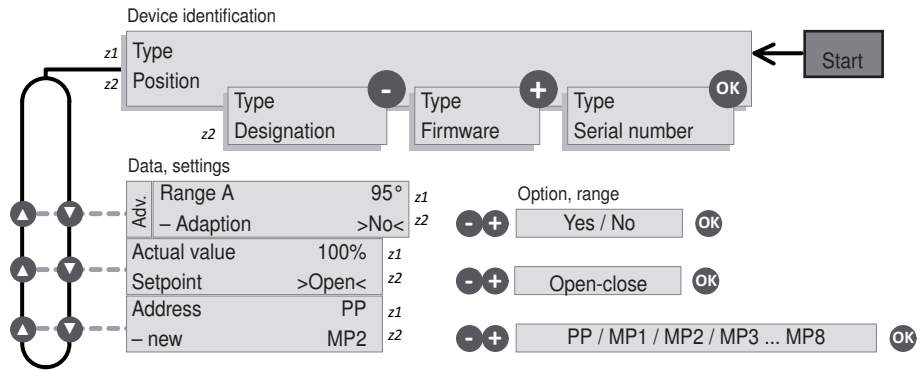 Device identification
z1 Type
z2 Position
Start
Type -
z2 Designation
Type +
Firmware
Type OK
Serial number
Data, settings
Adv.
Range A 95° z1
– Adaption >No< z2
Option, range
- + Yes / No OK
Actual value 100% z1
Setpoint >Open< z2
- + Open-close OK
Address PP z1
– new MP2 z2
- + PP / MP1 / MP2 / MP3 ... MP8 OK